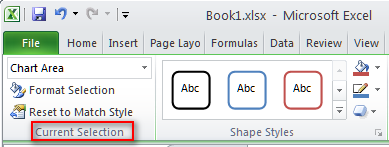 Book1.xlsx - Microsoft Excel
File Home Insert Page Layo Formulas Data Review View
Chart Area
Format Selection
Reset to Match Style
Current Selection
Abc Abc Abc
Shape Styles